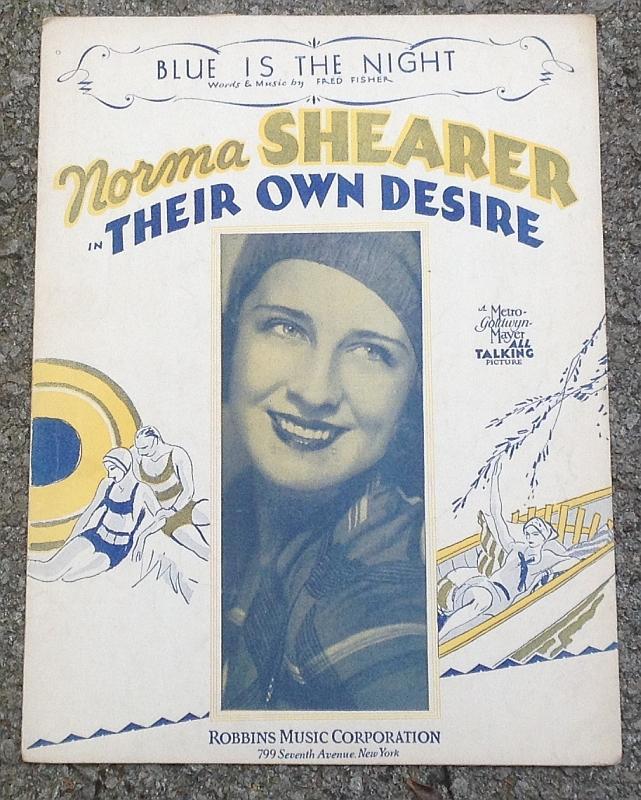 BLUE IS THE NIGHT
Words & Music by FRED FISHER
Norma SHEARER
IN THEIR OWN DESIRE
A Metro-
Goldwyn-
Mayer
ALL
TALKING
PICTURE
ROBBINS MUSIC CORPORATION
799 Seventh Avenue, New York